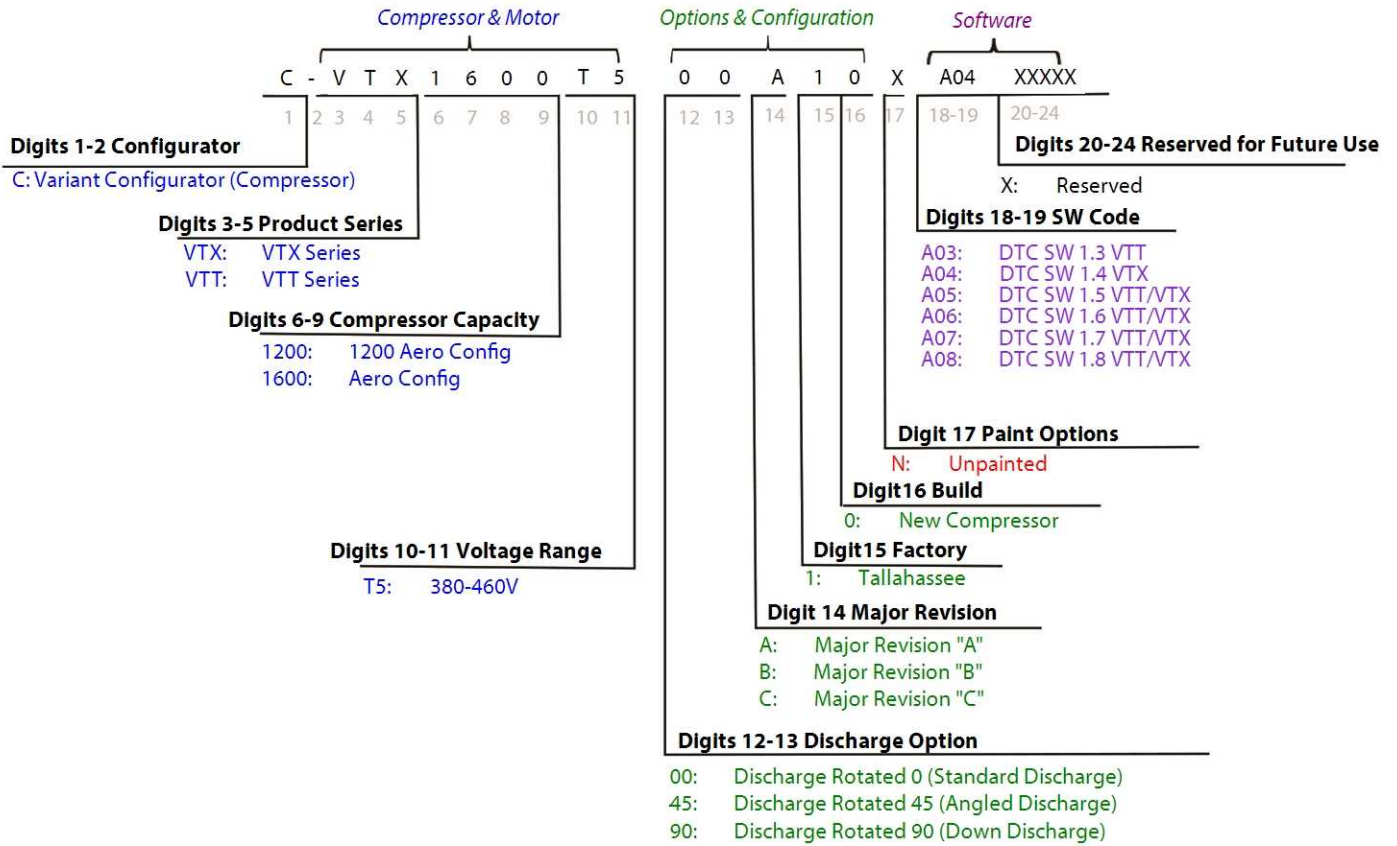 Compressor & Motor Options & Configuration Software
C - V T X 1 6 0 0 T 5 0 0 A 1 0 X A04 XXXXX
1 2 3 4 5 6 7 8 9 10 11 12 13 14 15 16 17 18-19 20-24
Digits 1-2 Configurator
C: Variant Configurator (Compressor)
Digits 20-24 Reserved for Future Use
X: Reserved
Digits 3-5 Product Series
VTX: VTX Series
VTT: VTT Series
Digits 18-19 SW Code
A03: DTC SW 1.3 VTT
A04: DTC SW 1.4 VTX
A05: DTC SW 1.5 VTT/VTX
A06: DTC SW 1.6 VTT/VTX
A07: DTC SW 1.7 VTT/VTX
A08: DTC SW 1.8 VTT/VTX
Digits 6-9 Compressor Capacity
1200: 1200 Aero Config
1600: Aero Config
Digit 17 Paint Options
N: Unpainted
Digit16 Build
0: New Compressor
Digits 10-11 Voltage Range
T5: 380-460V
Digit15 Factory
1: Tallahassee
Digit 14 Major Revision
A: Major Revision "A"
B: Major Revision "B"
C: Major Revision "C"
Digits 12-13 Discharge Option
00: Discharge Rotated 0 (Standard Discharge)
45: Discharge Rotated 45 (Angled Discharge)
90: Discharge Rotated 90 (Down Discharge)